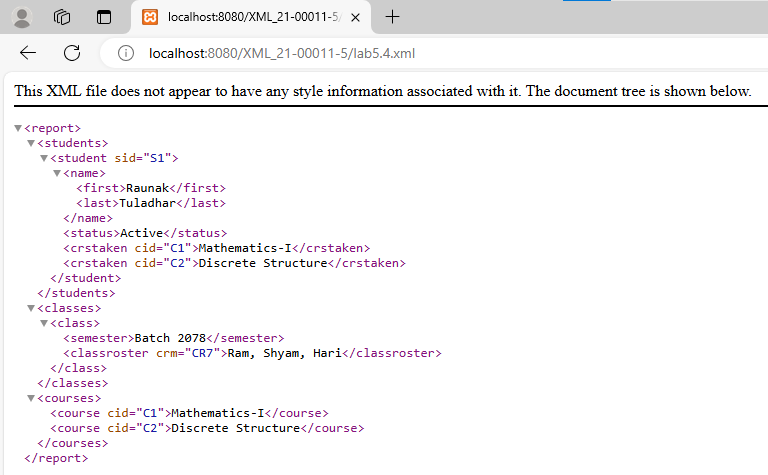 localhost:8080/XML_21-00011-5/
localhost:8080/XML_21-00011-5/lab5.4.xml
This XML file does not appear to have any style information associated with it. The document tree is shown below.
<report>
<students>
<student sid="S1">
<name>
<first>Raunak</first>
<last>Tuladhar</last>
</name>
<status>Active</status>
<crstaken cid="C1">Mathematics-I</crstaken>
<crstaken cid="C2">Discrete Structure</crstaken>
</student>
</students>
<classes>
<class>
<semester>Batch 2078</semester>
<classroster crm="CR7">Ram, Shyam, Hari</classroster>
</class>
</classes>
<courses>
<course cid="C1">Mathematics-I</course>
<course cid="C2">Discrete Structure</course>
</courses>
</report>